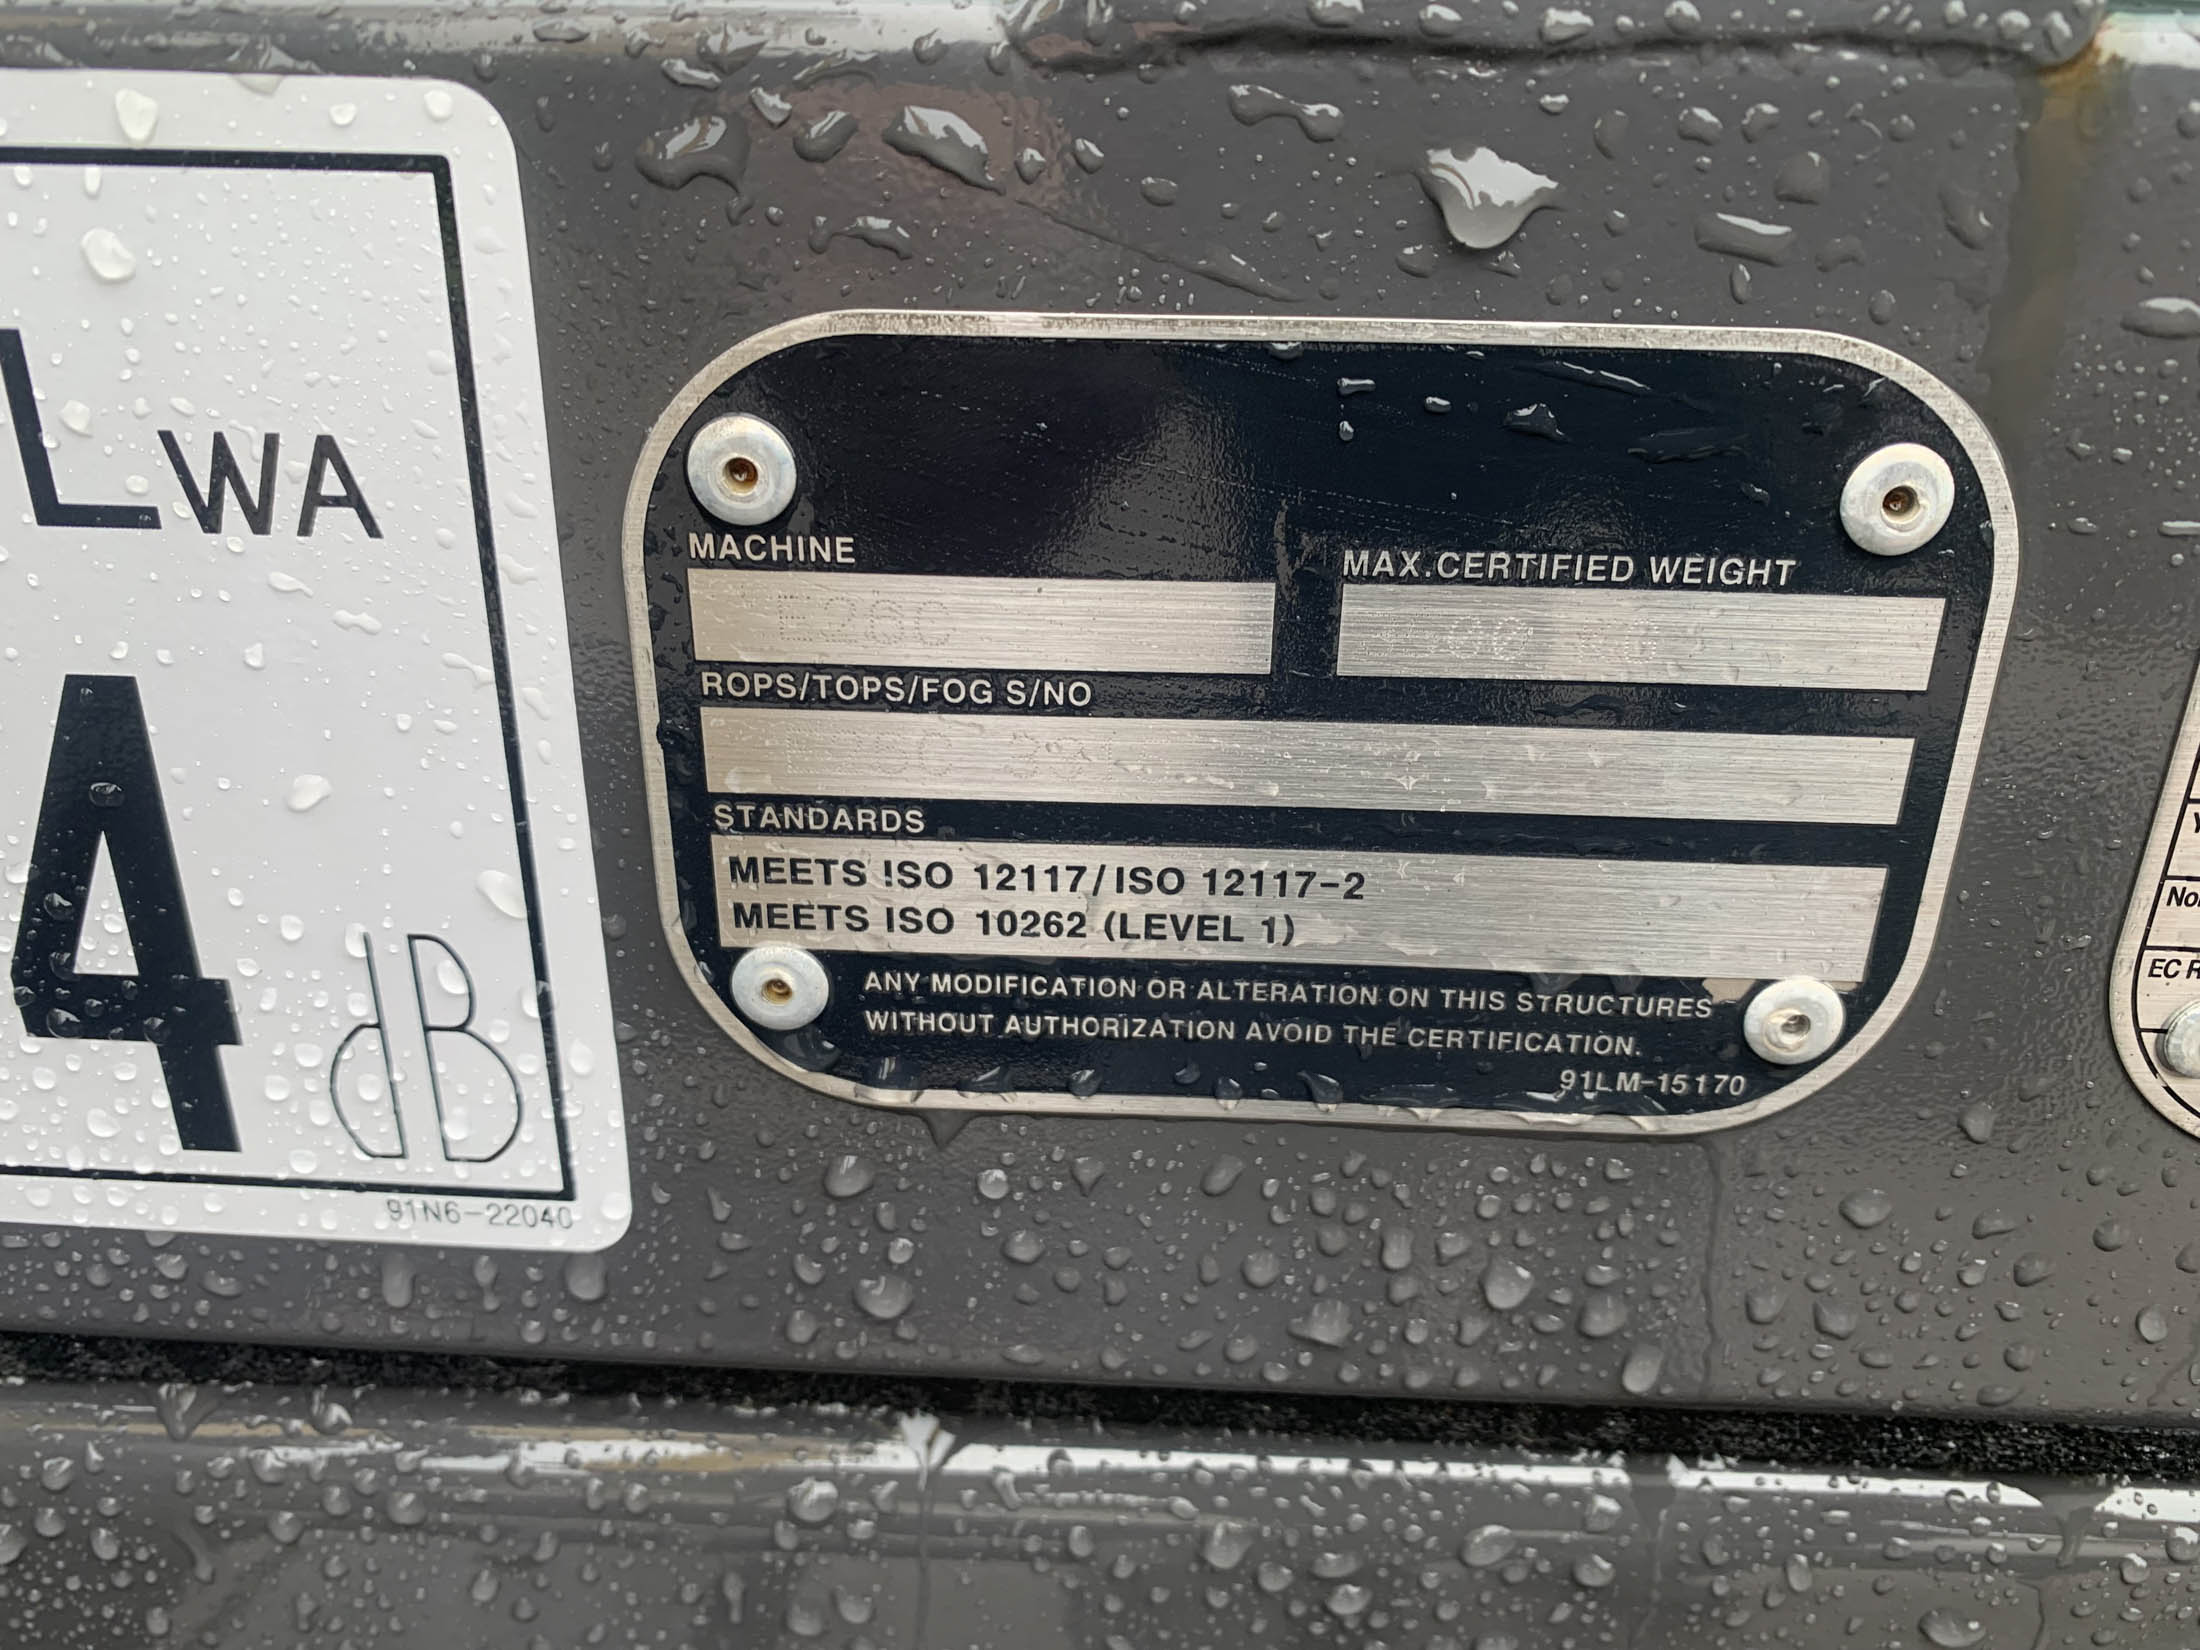 LWA
4
dB
91N6-22040
MACHINE
MAX.CERTIFIED WEIGHT
ROPS/TOPS/FOG S/NO
STANDARDS
MEETS ISO 12117/ISO 12117-2
MEETS ISO 10262 (LEVEL 1)
ANY MODIFICATION OR ALTERATION ON THIS STRUCTURES
WITHOUT AUTHORIZATION AVOID THE CERTIFICATION.
91LM-15170
EC R